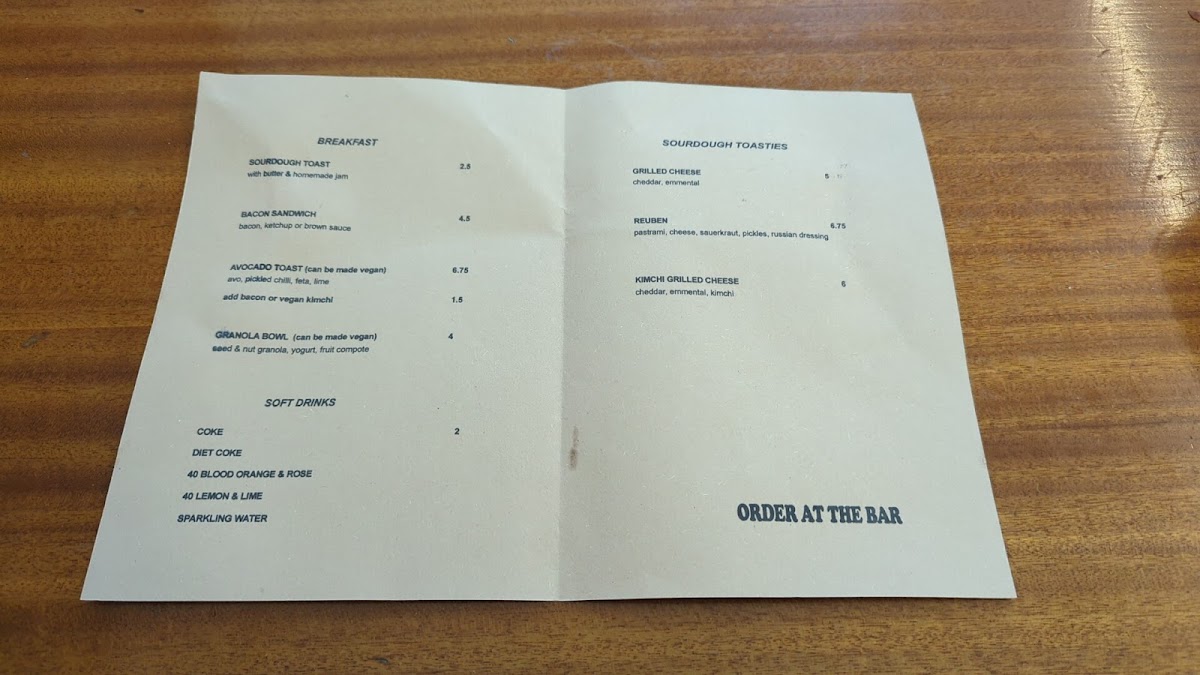 BREAKFAST
SOURDOUGH TOAST 2.5
with butter & homemade jam
BACON SANDWICH 4.5
bacon, ketchup or brown sauce
AVOCADO TOAST (can be made vegan) 6.75
avo, pickled chilli, feta, lime
add bacon or vegan kimchi 1.5
GRANOLA BOWL (can be made vegan) 4
seed & nut granola, yogurt, fruit compote
SOFT DRINKS
COKE 2
DIET COKE
40 BLOOD ORANGE & ROSE
40 LEMON & LIME
SPARKLING WATER
SOURDOUGH TOASTIES
GRILLED CHEESE 5
cheddar, emmental
REUBEN 6.75
pastrami, cheese, sauerkraut, pickles, russian dressing
KIMCHI GRILLED CHEESE 6
cheddar, emmental, kimchi
ORDER AT THE BAR